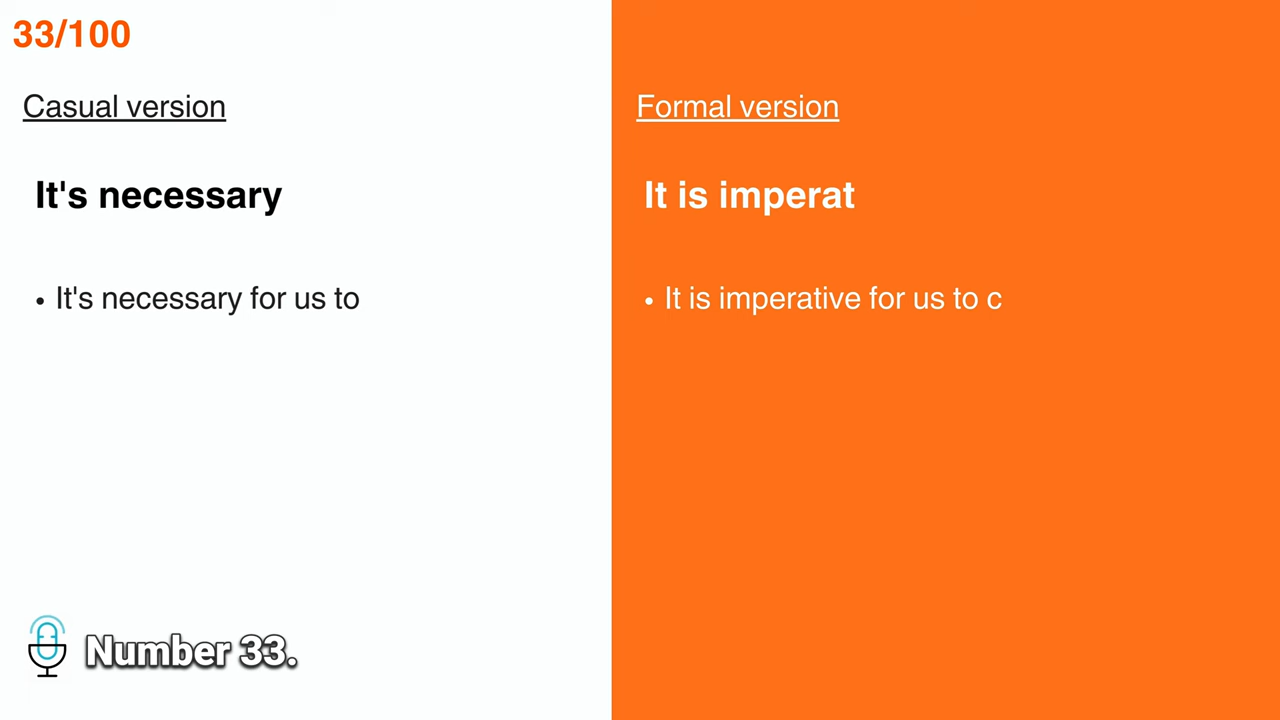 33/100
Casual version
It's necessary
• It's necessary for us to
Formal version
It is imperat
• It is imperative for us to c
Number 33.